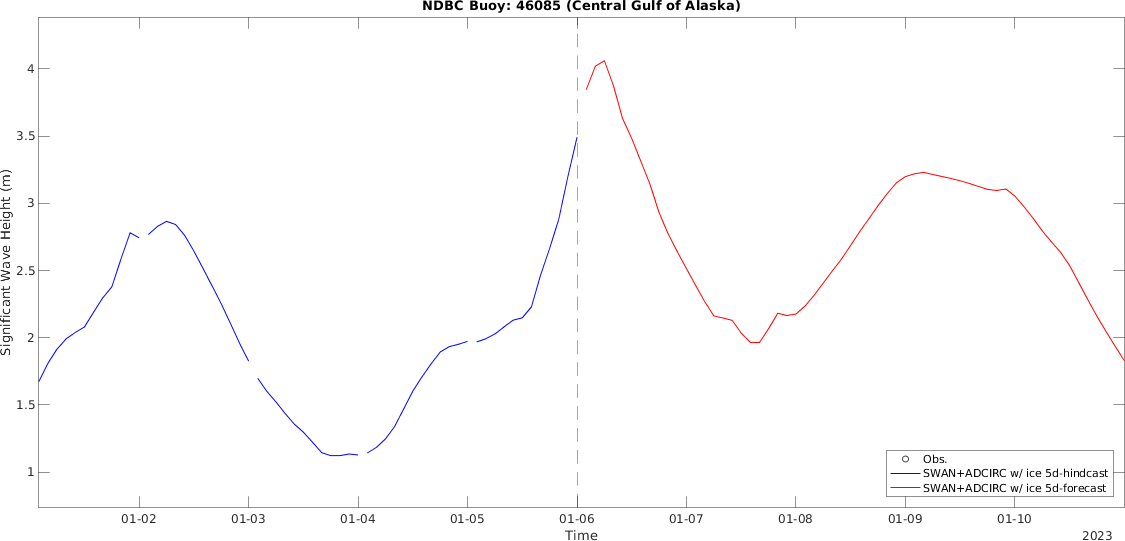 NDBC Buoy: 46085 (Central Gulf of Alaska)
Significant Wave Height (m)
4
3.5
3
2.5
2
1.5
1
Obs.
SWAN+ADCIRC w/ ice 5d-hindcast
SWAN+ADCIRC w/ ice 5d-forecast
01-02 01-03 01-04 01-05 01-06 01-07 01-08 01-09 01-10
Time
2023